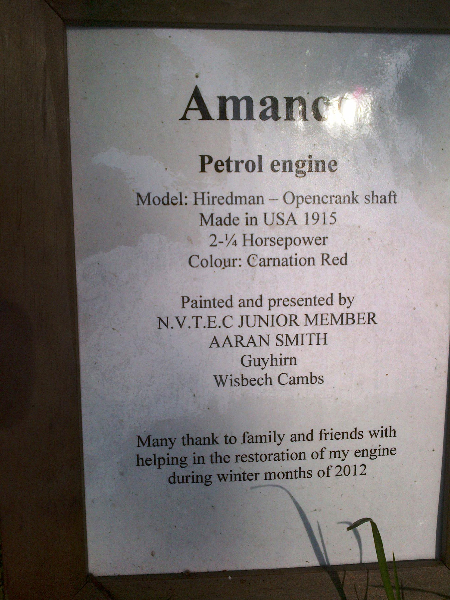 Amanco
Petrol engine
Model: Hiredman – Opencrank shaft
Made in USA 1915
2-¼ Horsepower
Colour: Carnation Red
Painted and presented by
N.V.T.E.C JUNIOR MEMBER
AARAN SMITH
Guyhirn
Wisbech Cambs
Many thank to family and friends with
helping in the restoration of my engine
during winter months of 2012